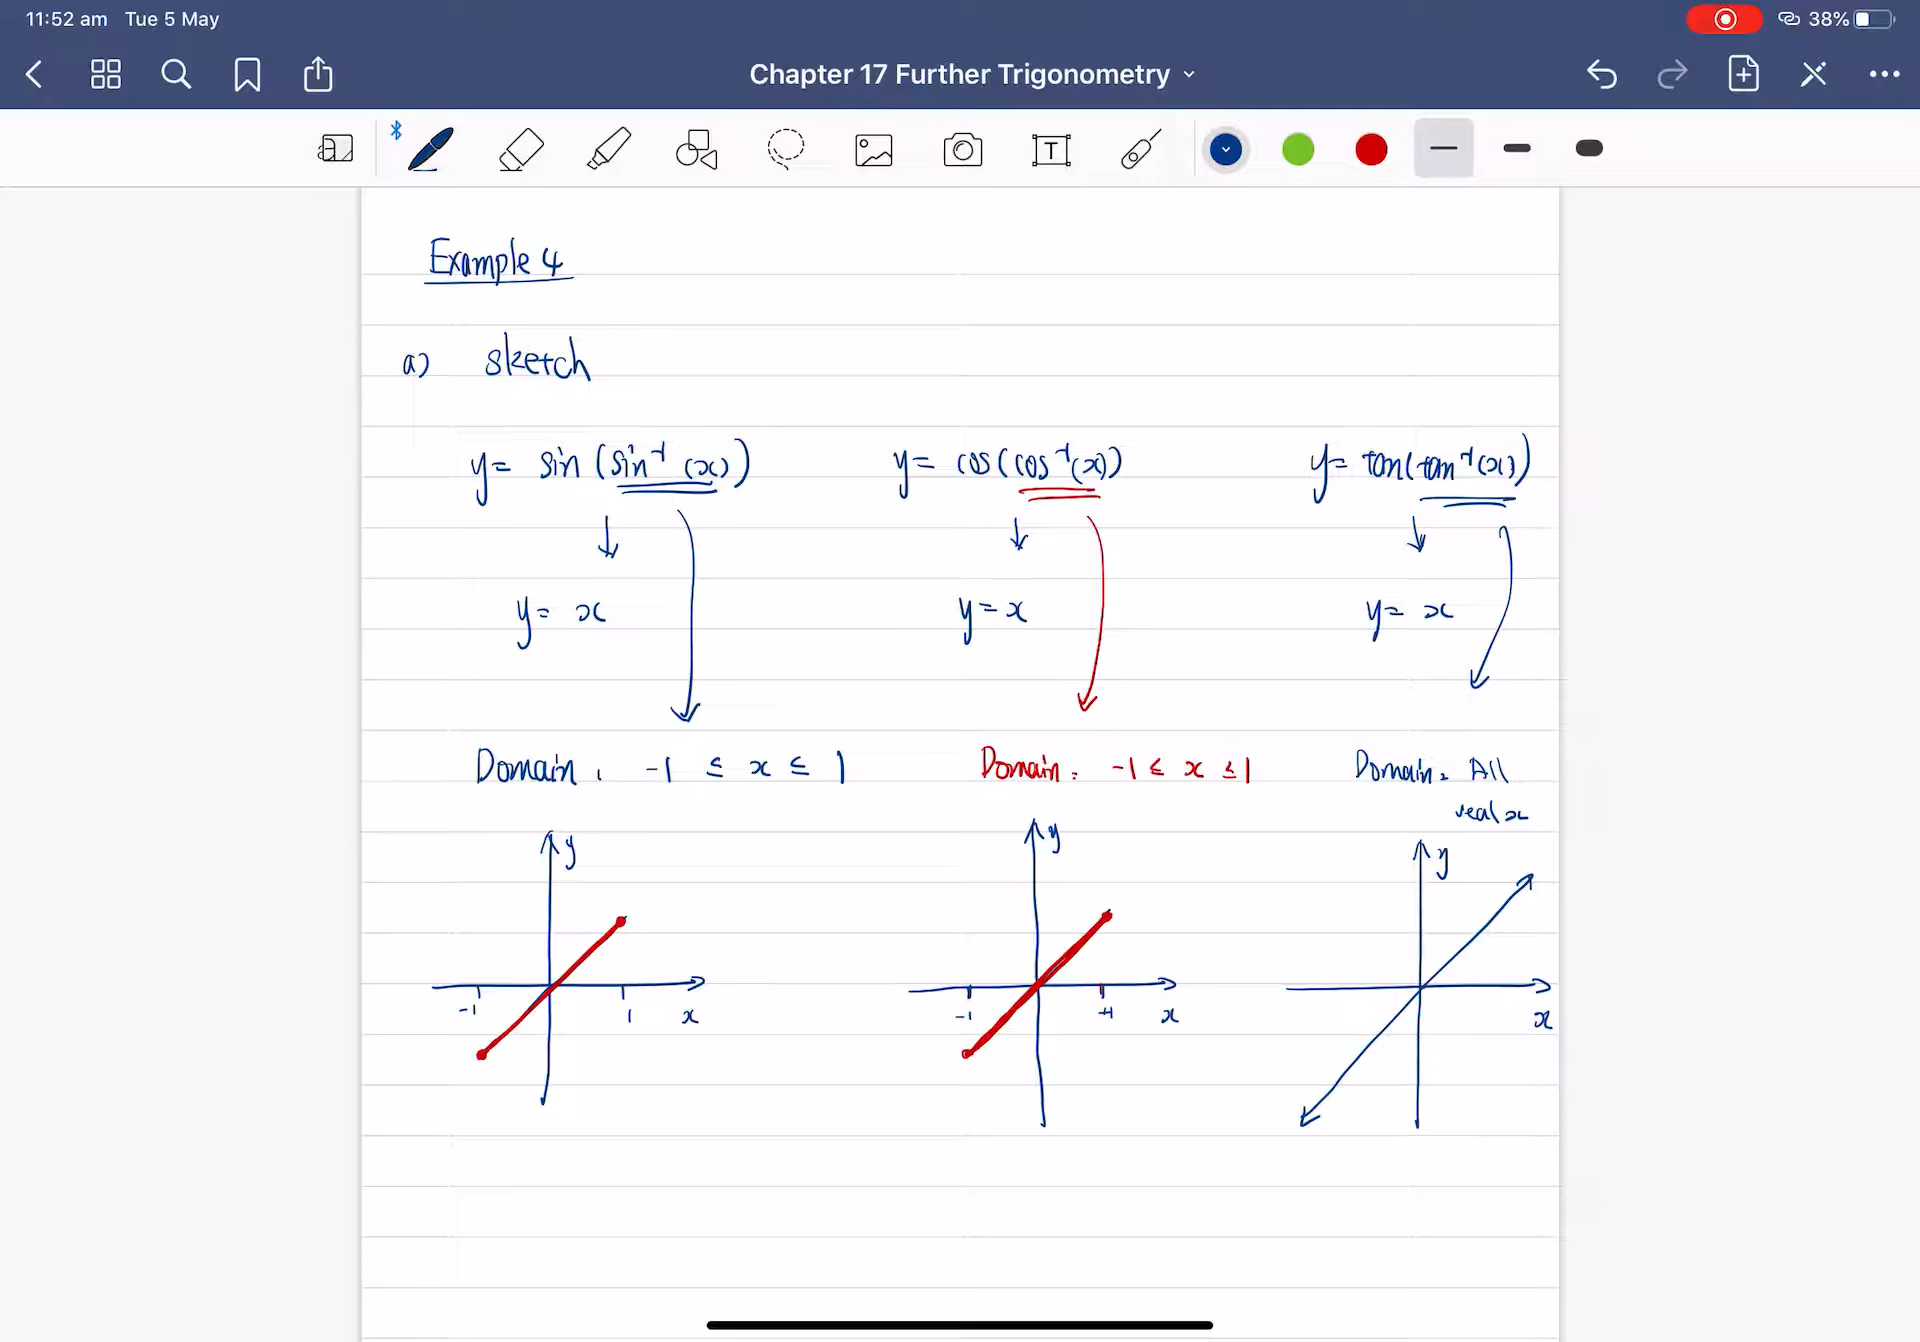 11:52 am Tue 5 May 38%
Chapter 17 Further Trigonometry
Example 4
a) sketch
y= sin (sin⁻¹ (x)) y= cos(cos⁻¹(x)) y= tan(tan⁻¹(x))
y= x y=x y= x
Domain: -1 ≤ x ≤ 1 Domain: -1 ≤ x ≤ 1 Domain: All
real x
y y y
-1 1 x -1 +1 x x